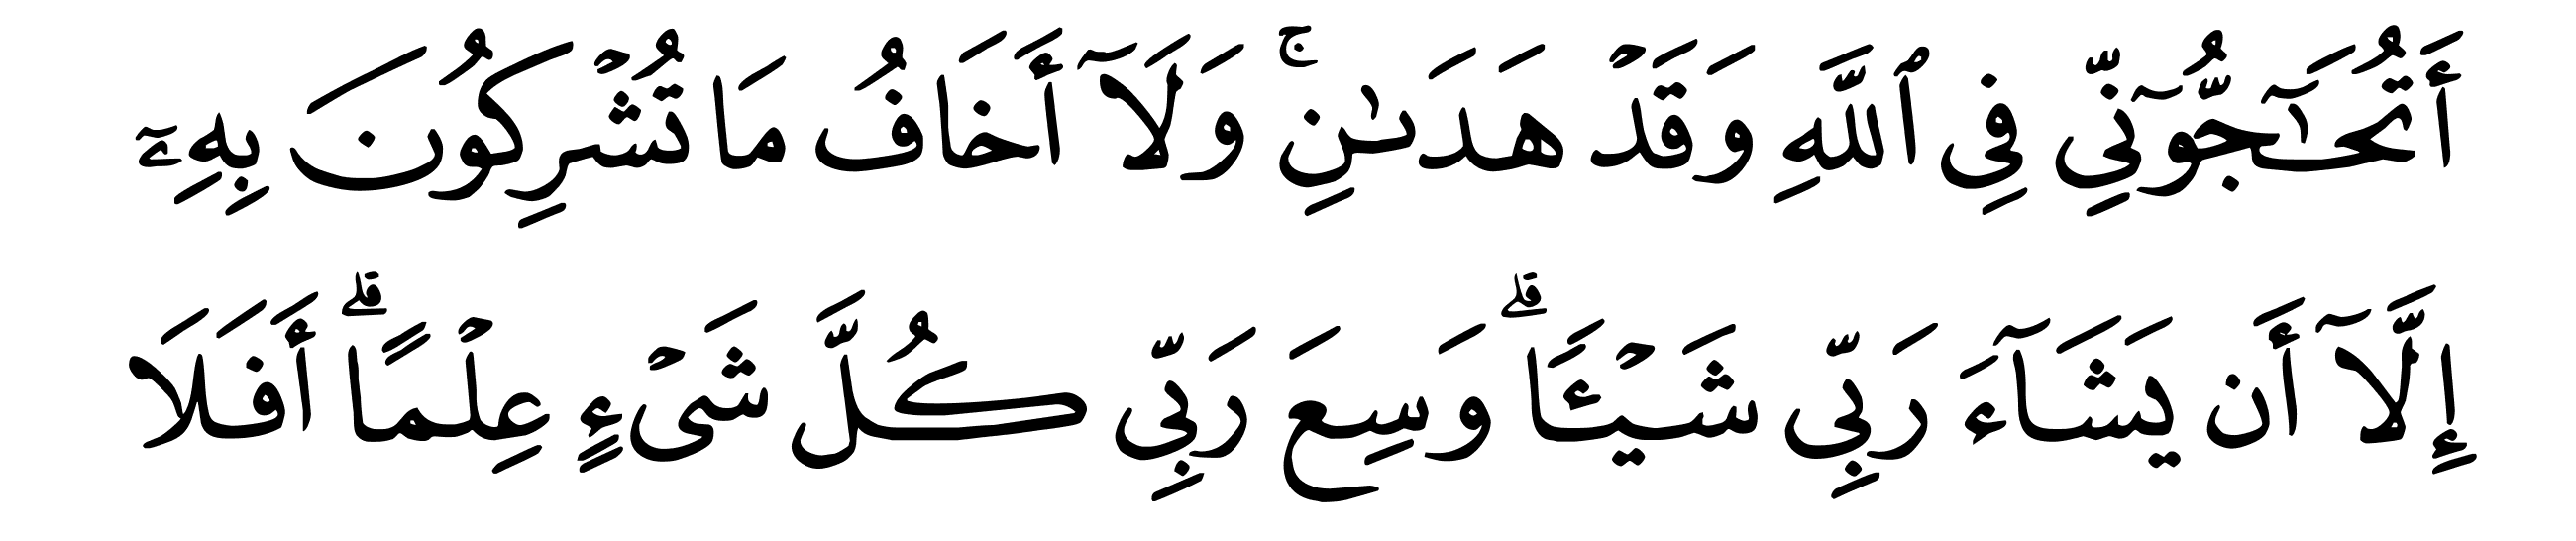 أَتُحَـٰٓجُّوٓنِّى فِى ٱللَّهِ وَقَدْ هَدَىٰنِ ۚ وَلَآ أَخَافُ مَا تُشْرِكُونَ بِهِۦٓ
إِلَّآ أَن يَشَآءَ رَبِّى شَيْـًٔا ۗ وَسِعَ رَبِّى كُلَّ شَىْءٍ عِلْمًا ۗ أَفَلَا